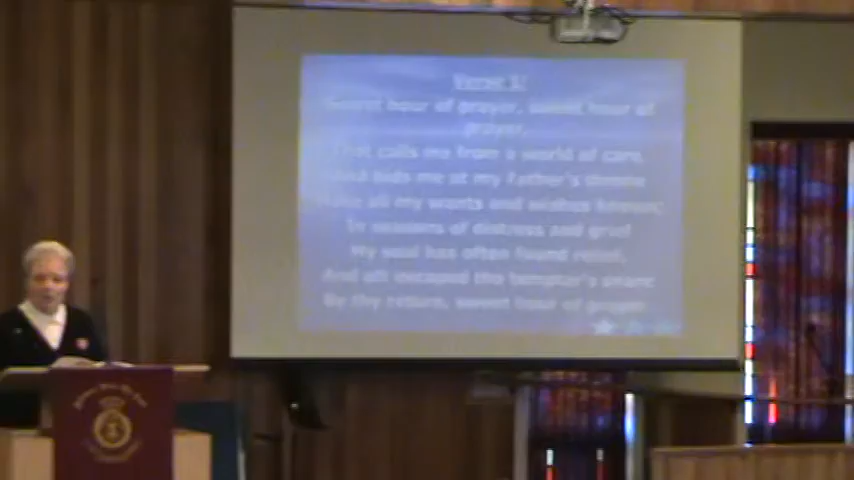 Verse 1:
Sweet hour of prayer, sweet hour of
prayer,
That calls me from a world of care,
And bids me at my Father's throne
Make all my wants and wishes known;
In seasons of distress and grief
My soul has often found relief,
And oft escaped the tempter's snare
By thy return, sweet hour of prayer.